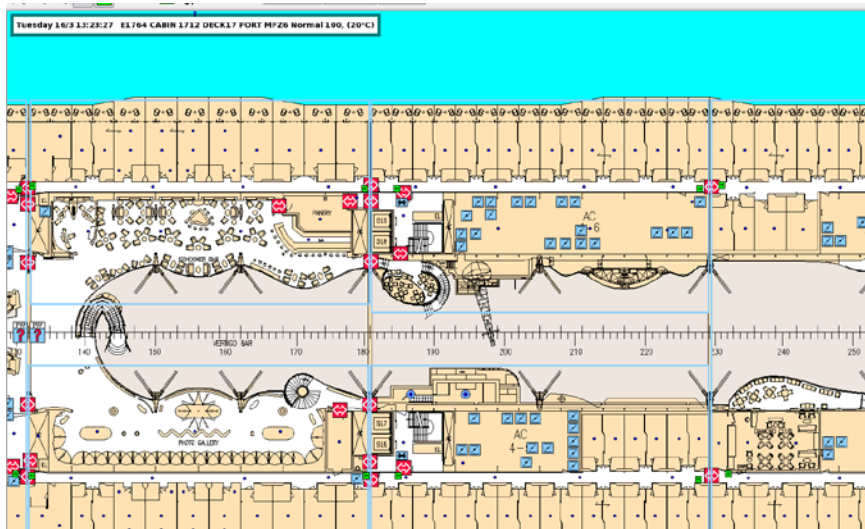 Tuesday 16/3 13:23:27 E1764 CABIN 1712 DECK17 PORT MFZ6 Normal 100, (20°C)
PANTRY
SCHOONER BAR
AC
6
VERTIGO BAR
140 150 160 170 180 190 200 210 220 230 240 250
PHOTO GALLERY
SL7
SL6
AC
4